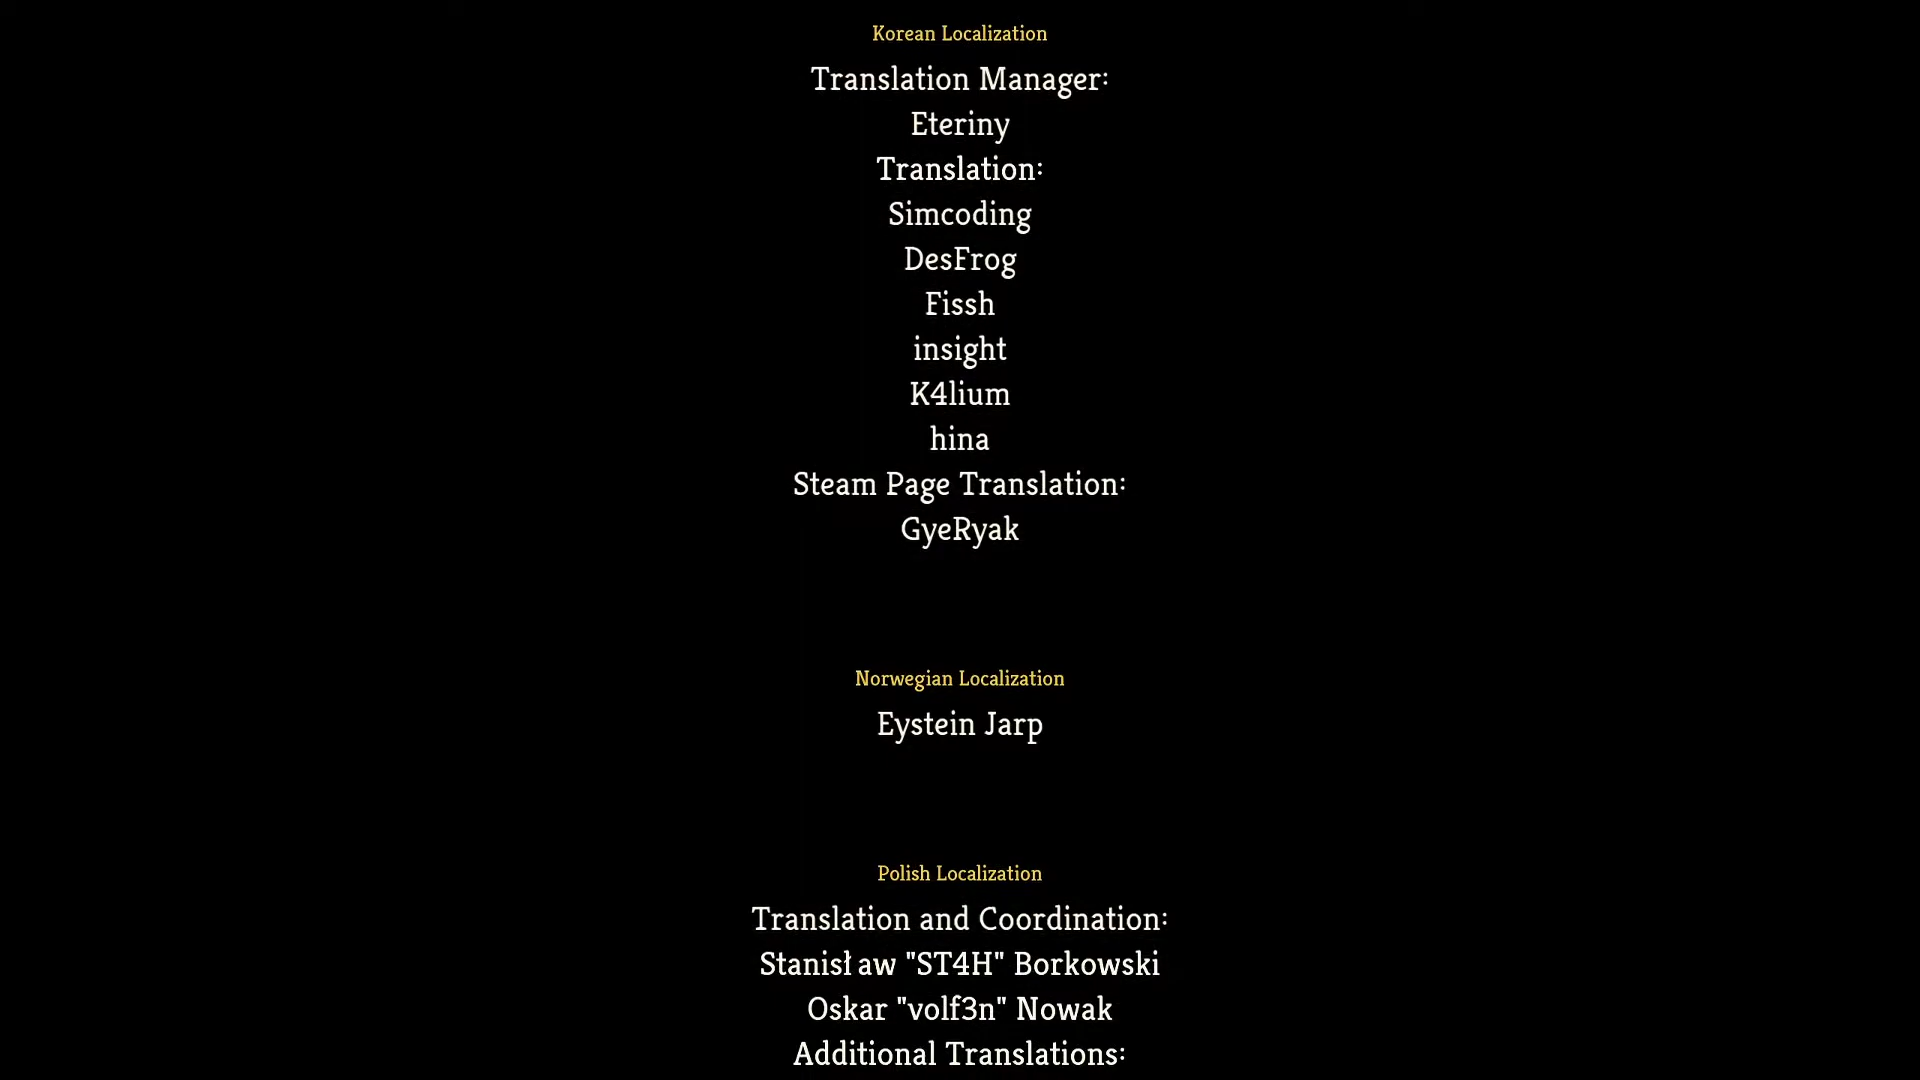 Korean Localization
Translation Manager:
Eteriny
Translation:
Simcoding
DesFrog
Fissh
insight
K4lium
hina
Steam Page Translation:
GyeRyak
Norwegian Localization
Eystein Jarp
Polish Localization
Translation and Coordination:
Stanisław "ST4H" Borkowski
Oskar "volf3n" Nowak
Additional Translations: